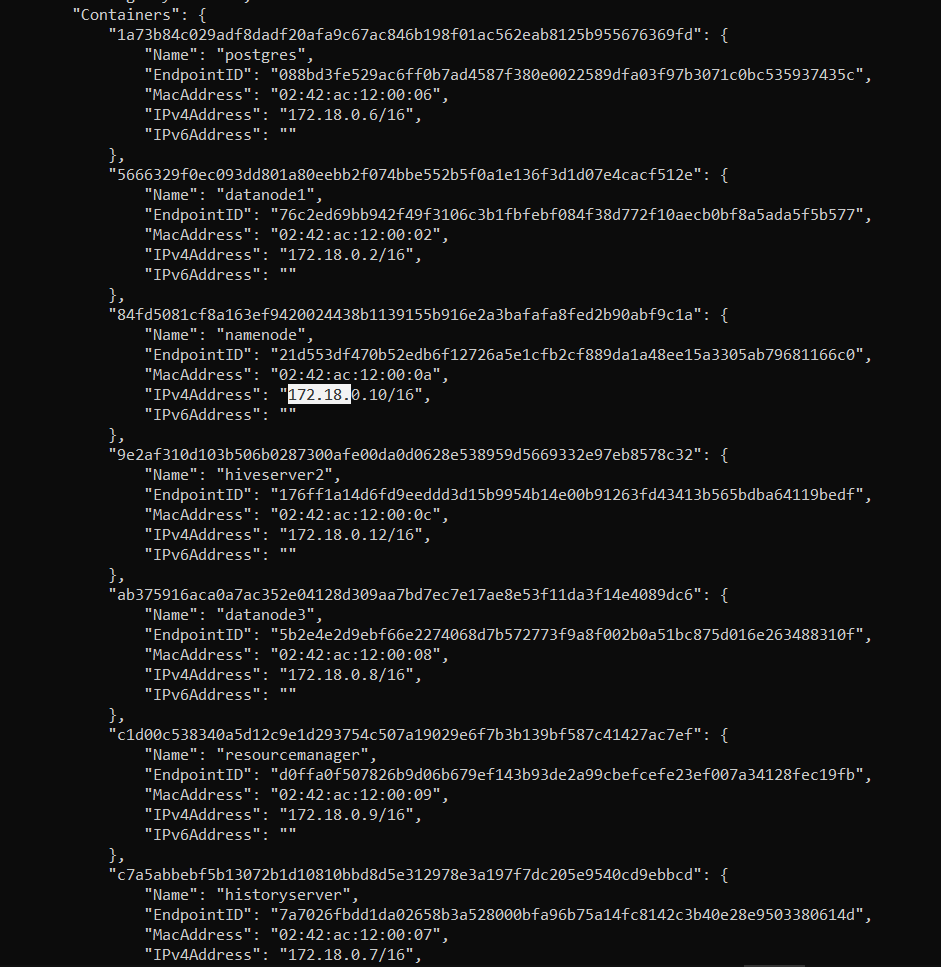 "Containers": {
"1a73b84c029adf8dadf20afa9c67ac846b198f01ac562eab8125b955676369fd": {
"Name": "postgres",
"EndpointID": "088bd3fe529ac6ff0b7ad4587f380e0022589dfa03f97b3071c0bc535937435c",
"MacAddress": "02:42:ac:12:00:06",
"IPv4Address": "172.18.0.6/16",
"IPv6Address": ""
},
"5666329f0ec093dd801a80eebb2f074bbe552b5f0a1e136f3d1d07e4cacf512e": {
"Name": "datanode1",
"EndpointID": "76c2ed69bb942f49f3106c3b1fbfebf084f38d772f10aecb0bf8a5ada5f5b577",
"MacAddress": "02:42:ac:12:00:02",
"IPv4Address": "172.18.0.2/16",
"IPv6Address": ""
},
"84fd5081cf8a163ef9420024438b1139155b916e2a3bafafa8fed2b90abf9c1a": {
"Name": "namenode",
"EndpointID": "21d553df470b52edb6f12726a5e1cfb2cf889da1a48ee15a3305ab79681166c0",
"MacAddress": "02:42:ac:12:00:0a",
"IPv4Address": "172.18.0.10/16",
"IPv6Address": ""
},
"9e2af310d103b506b0287300afe00da0d0628e538959d5669332e97eb8578c32": {
"Name": "hiveserver2",
"EndpointID": "176ff1a14d6fd9eeddd3d15b9954b14e00b91263fd43413b565bdba64119bedf",
"MacAddress": "02:42:ac:12:00:0c",
"IPv4Address": "172.18.0.12/16",
"IPv6Address": ""
},
"ab375916aca0a7ac352e04128d309aa7bd7ec7e17ae8e53f11da3f14e4089dc6": {
"Name": "datanode3",
"EndpointID": "5b2e4e2d9ebf66e2274068d7b572773f9a8f002b0a51bc875d016e263488310f",
"MacAddress": "02:42:ac:12:00:08",
"IPv4Address": "172.18.0.8/16",
"IPv6Address": ""
},
"c1d00c538340a5d12c9e1d293754c507a19029e6f7b3b139bf587c41427ac7ef": {
"Name": "resourcemanager",
"EndpointID": "d0ffa0f507826b9d06b679ef143b93de2a99cbefcefe23ef007a34128fec19fb",
"MacAddress": "02:42:ac:12:00:09",
"IPv4Address": "172.18.0.9/16",
"IPv6Address": ""
},
"c7a5abbebf5b13072b1d10810bbd8d5e312978e3a197f7dc205e9540cd9ebbcd": {
"Name": "historyserver",
"EndpointID": "7a7026fbdd1da02658b3a528000bfa96b75a14fc8142c3b40e28e9503380614d",
"MacAddress": "02:42:ac:12:00:07",
"IPv4Address": "172.18.0.7/16",